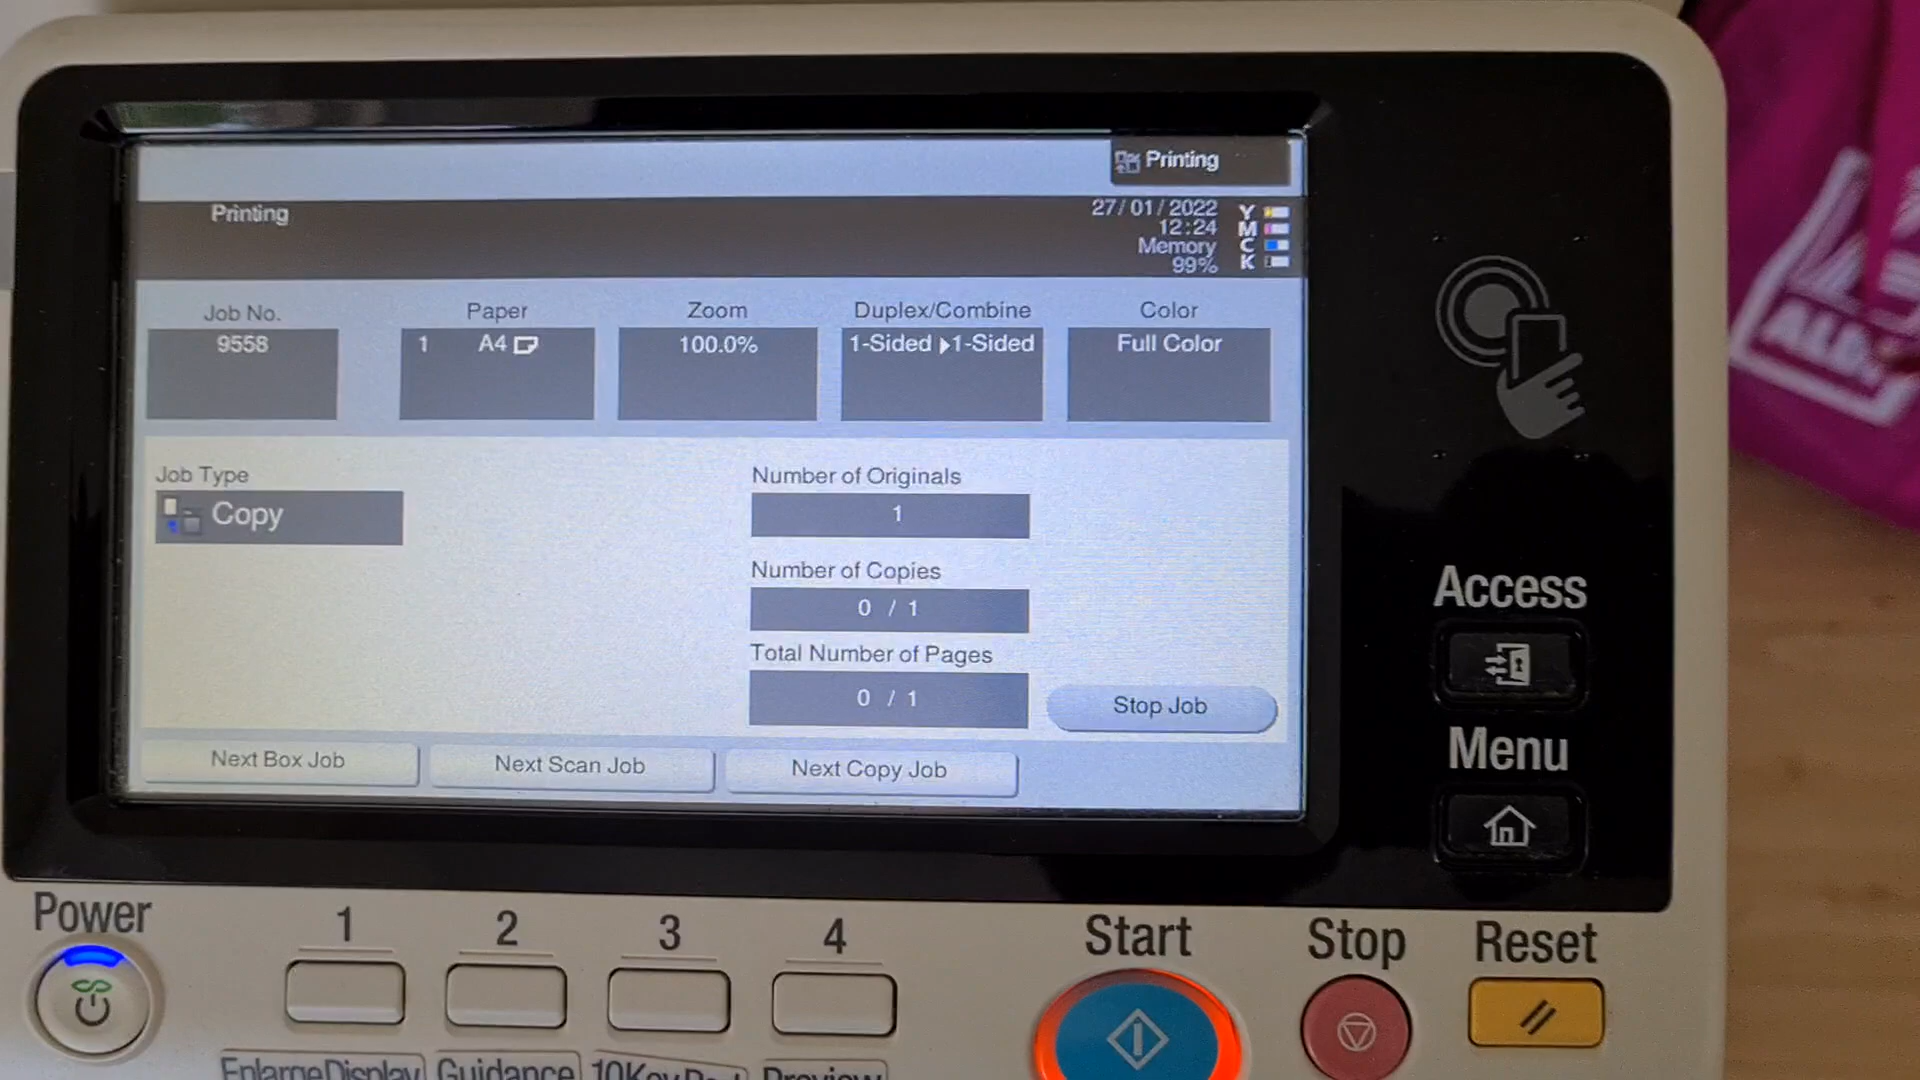 Printing
Printing
27/01/2022
12:24
Memory
99%
Y
M
C
K
Job No.
9558
Paper
1 A4
Zoom
100.0%
Duplex/Combine
1-Sided ▶1-Sided
Color
Full Color
Job Type
Copy
Number of Originals
1
Number of Copies
0 / 1
Total Number of Pages
0 / 1
Stop Job
Next Box Job
Next Scan Job
Next Copy Job
Access
Menu
Power
1
2
3
4
Start
Stop
Reset
Enlarge Display
Guidance
Preview